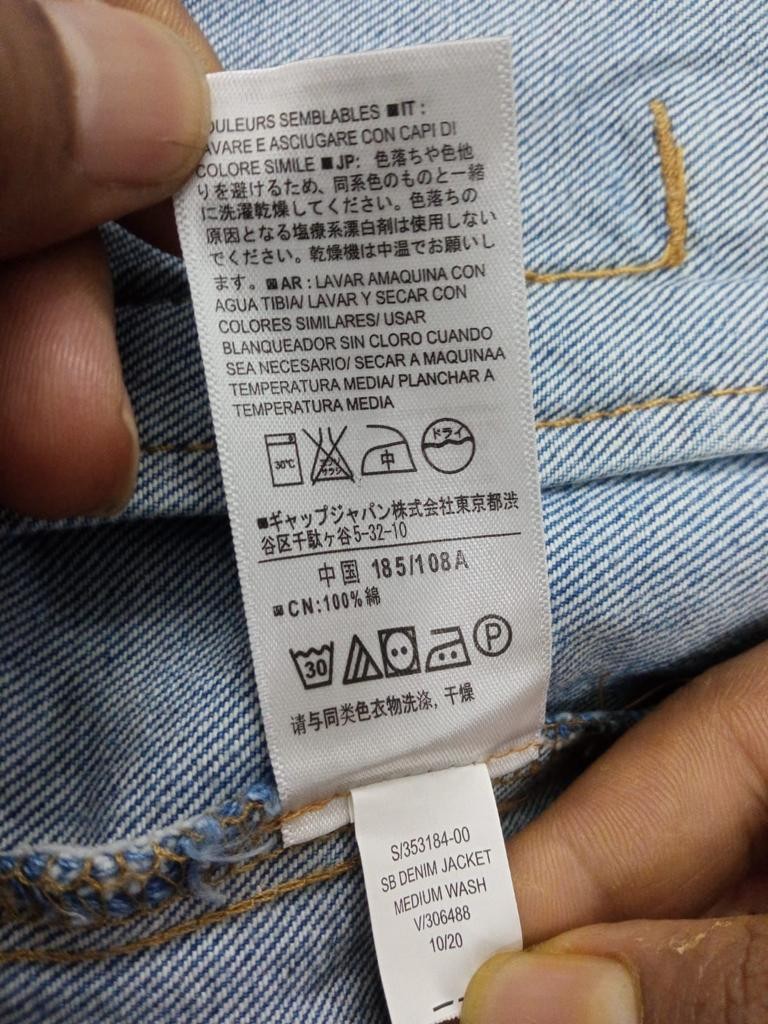 OULEURS SEMBLABLES ■IT :
AVARE E ASCIUGARE CON CAPI DI
COLORE SIMILE ■ JP: 色落ちや色他
りを避けるため、同系色のものと一緒
に洗濯乾燥してください。色落ちの
原因となる塩療系漂白剤は使用しない
でください。乾燥機は中温でお願いし
ます。■AR : LAVAR AMAQUINA CON
AGUA TIBIA/ LAVAR Y SECAR CON
COLORES SIMILARES/ USAR
BLANQUEADOR SIN CLORO CUANDO
SEA NECESARIO/ SECAR A MAQUINAA
TEMPERATURA MEDIA/ PLANCHAR A
TEMPERATURA MEDIA
30℃ エンソサラシ 中 ドライ
■ギャップジャパン株式会社東京都渋
谷区千駄ヶ谷5-32-10
中国 185/108A
■CN:100% 綿
30 P
请与同类色衣物洗涤, 干燥
S/353184-00
SB DENIM JACKET
MEDIUM WASH
V/306488
10/20